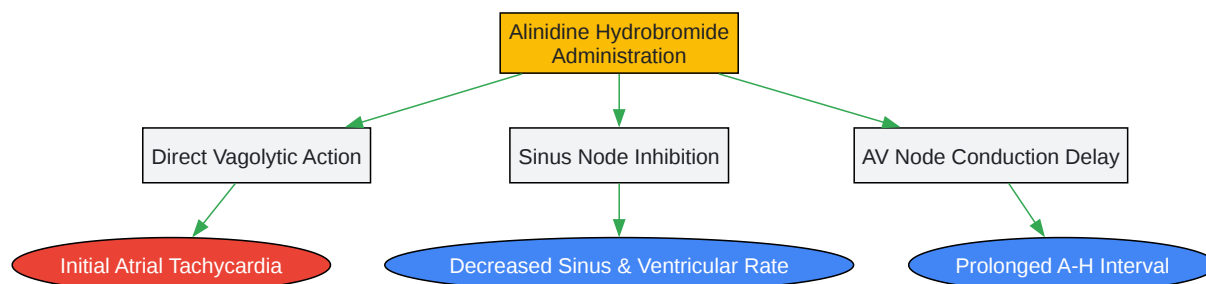 Alinidine Hydrobromide
Administration
Direct Vagolytic Action
Sinus Node Inhibition
AV Node Conduction Delay
Initial Atrial Tachycardia
Decreased Sinus & Ventricular Rate
Prolonged A-H Interval